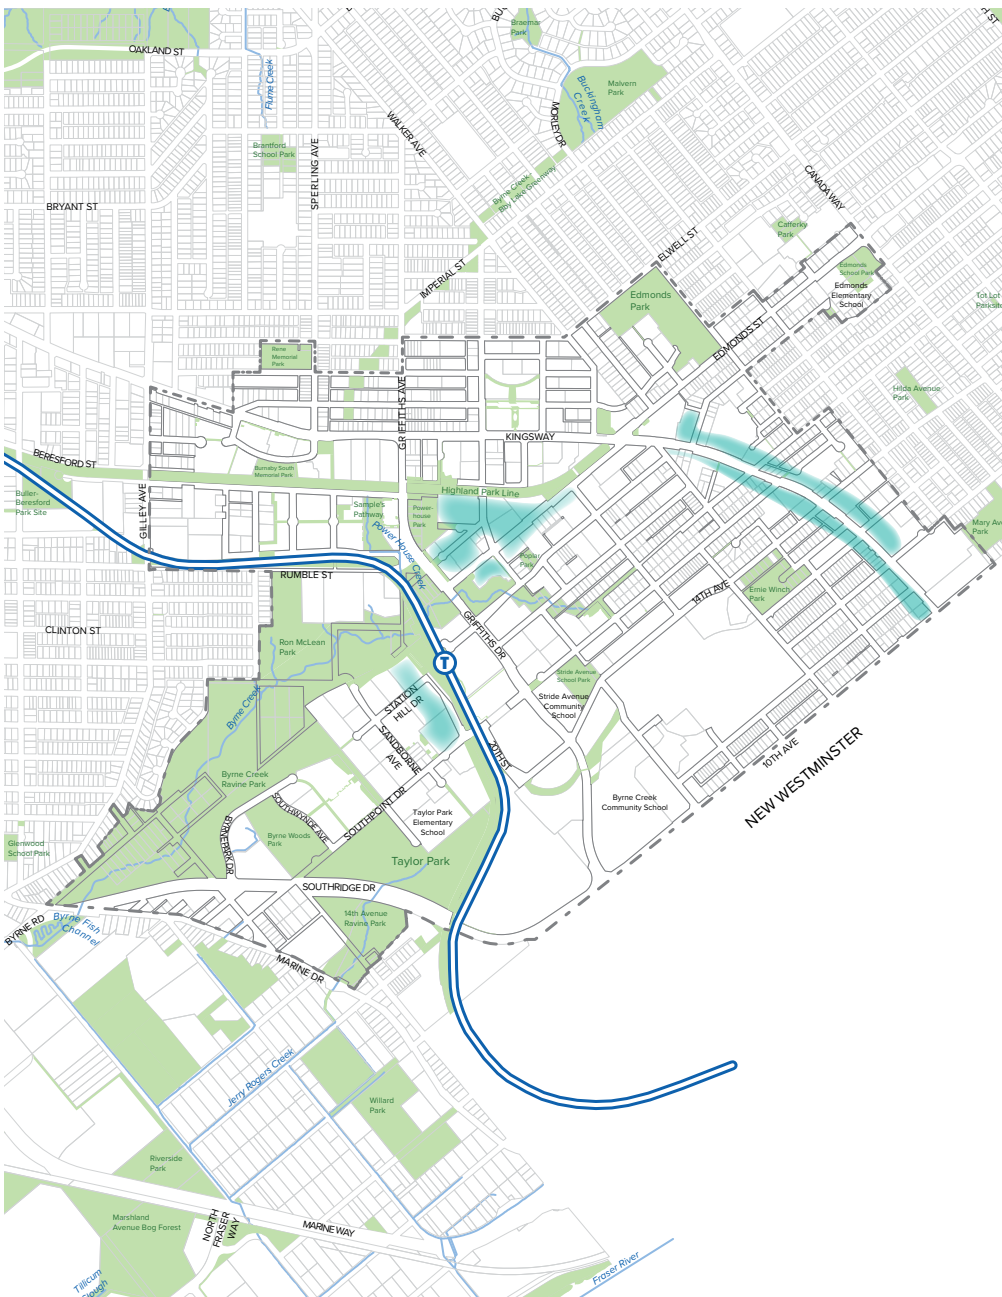 Braemar
Park
OAKLAND ST
Flume Creek
Malvern
Park
Buckingham
Creek
MORLEY DR
WALKER AVE
Brantford
School Park
SPERLING AVE
Byrne Creek-
Bby Lake Greenway
CANADA WAY
BRYANT ST
Cafferky
Park
ELWELL ST
IMPERIAL ST
Edmonds
School Park
Edmonds
Elementary
School
Edmonds
Park
Tot Lot
EDMONDS ST
Rene
Memorial
Park
GRIFFITHS AVE
Hilda Avenue
Park
KINGSWAY
BERESFORD ST
Burnaby South
Memorial Park
Highland Park Line
Buller-
Beresford
Park Site
GILLEY AVE
Sample's
Pathway
Power-
house
Park
Power House Creek
Mary Av
Park
Poplar
Park
RUMBLE ST
14TH AVE
Ernie Winch
Park
CLINTON ST
GRIFFITHS DR
Ron McLean
Park
T
Stride Avenue
School Park
Stride Avenue
Community
School
STATION
HILL DR
Byrne Creek
SANDBORNE
AVE
20TH ST
10TH AVE
NEW WESTMINSTER
Byrne Creek
Ravine Park
SOUTHWYNDE AVE
SOUTHPOINT DR
Byrne Creek
Community School
Taylor Park
Elementary
School
BYRNEPARK DR
Byrne Woods
Park
Glenwood
School Park
Taylor Park
SOUTHRIDGE DR
14th Avenue
Ravine Park
BYRNE RD
Byrne Fish
Channel
MARINE DR
Jerry Rogers Creek
Willard
Park
Riverside
Park
Marshland
Avenue Bog Forest
NORTH
FRASER
WAY
MARINE WAY
Fraser River
Tillicum
Slough